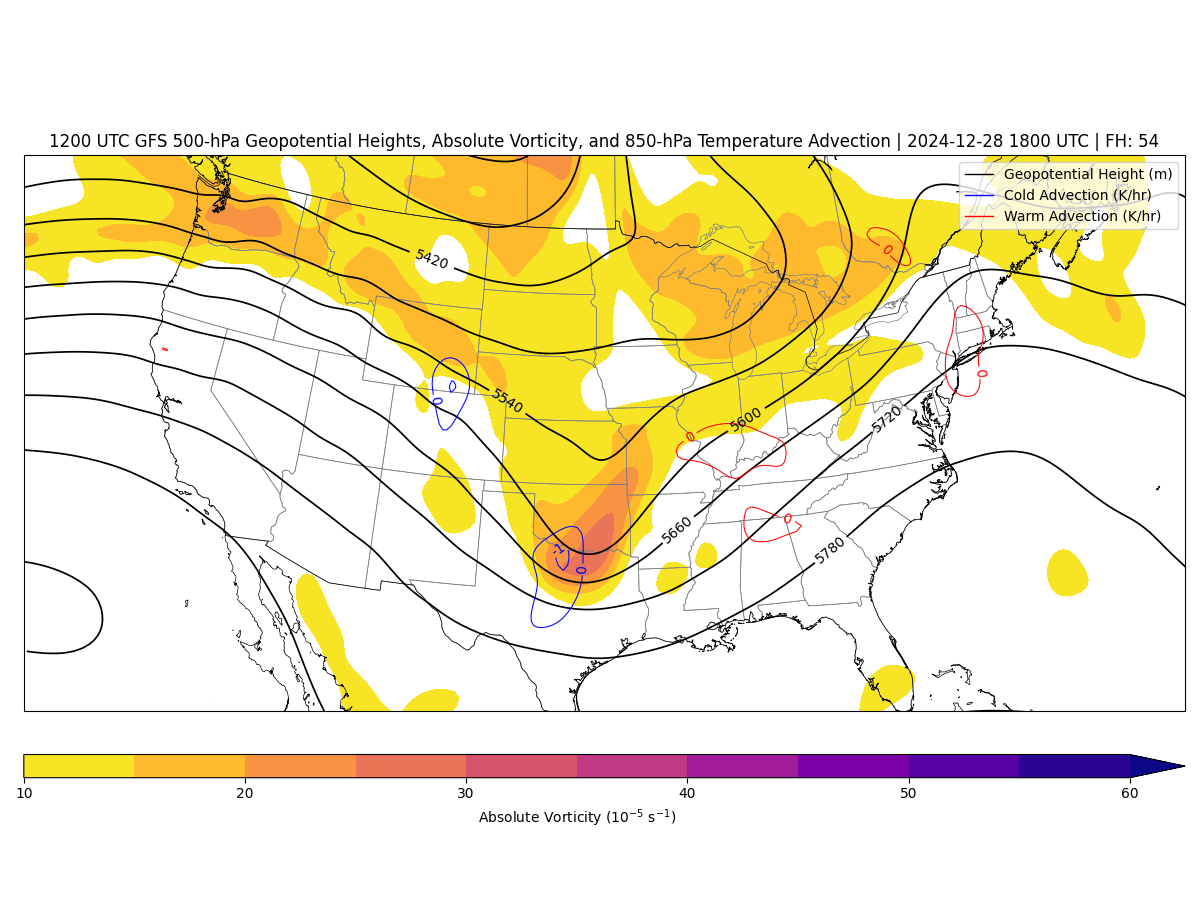 1200 UTC GFS 500-hPa Geopotential Heights, Absolute Vorticity, and 850-hPa Temperature Advection | 2024-12-28 1800 UTC | FH: 54
Geopotential Height (m)
Cold Advection (K/hr)
Warm Advection (K/hr)
0
5420
0
0
5540
5600
5720
0
0
5660
-1
0
5780
10 20 30 40 50 60
Absolute Vorticity (10⁻⁵ s⁻¹)